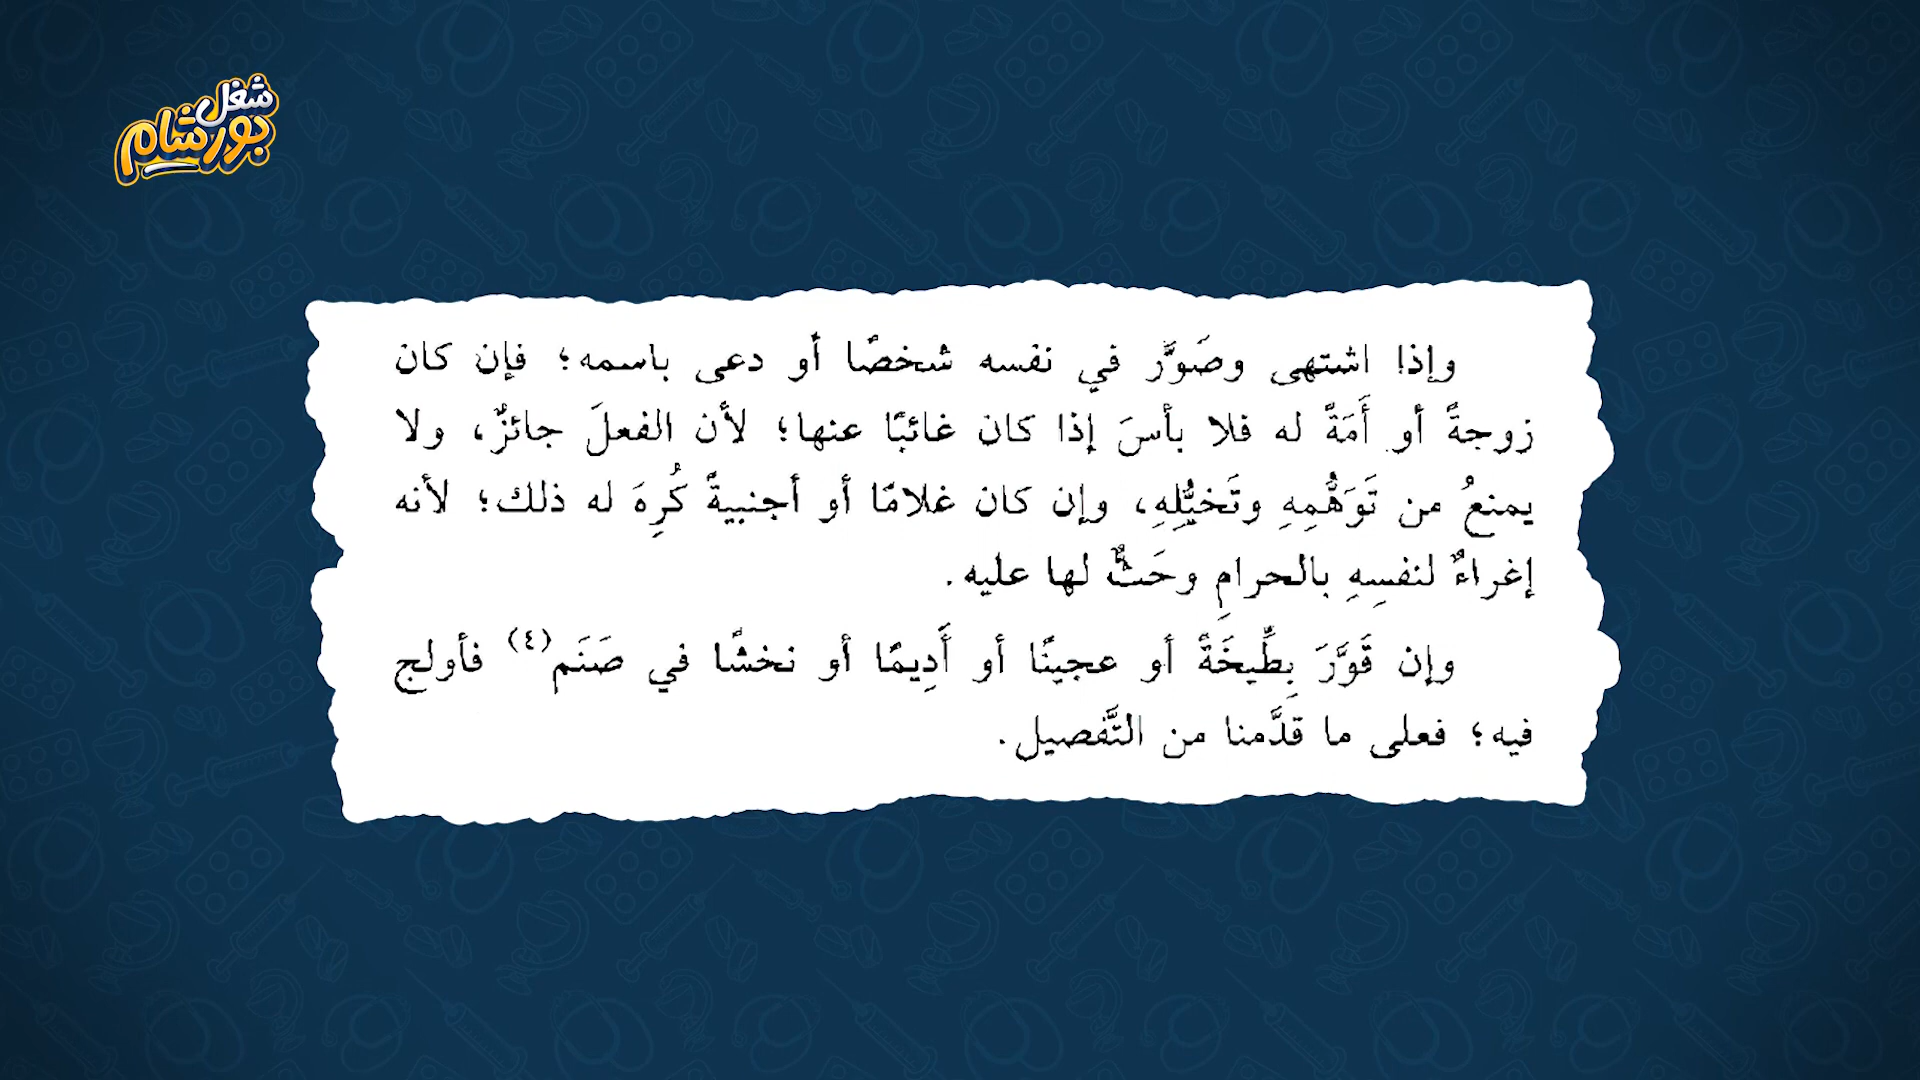 شغل
بورشام
وإذا اشتهى وصَوَّر في نفسه شخصًا أو دعى باسمه؛ فإن كان
زوجةً أو أَمَةً له فلا بأسَ إذا كان غائبًا عنها؛ لأن الفعلَ جائزٌ، ولا
يمنعُ من تَوَهُّمِهِ وتَخيُّلِهِ، وإن كان غلامًا أو أجنبيةً كُرِهَ له ذلك؛ لأنه
إغراءٌ لنفسِهِ بالحرامِ وحَثٌّ لها عليه.
وإن قَوَّرَ بِطِّيخَةً أو عجينًا أو أَدِيمًا أو نخشًا في صَنَم(٤) فأولج
فيه؛ فعلى ما قدَّمنا من التَّفصيل.